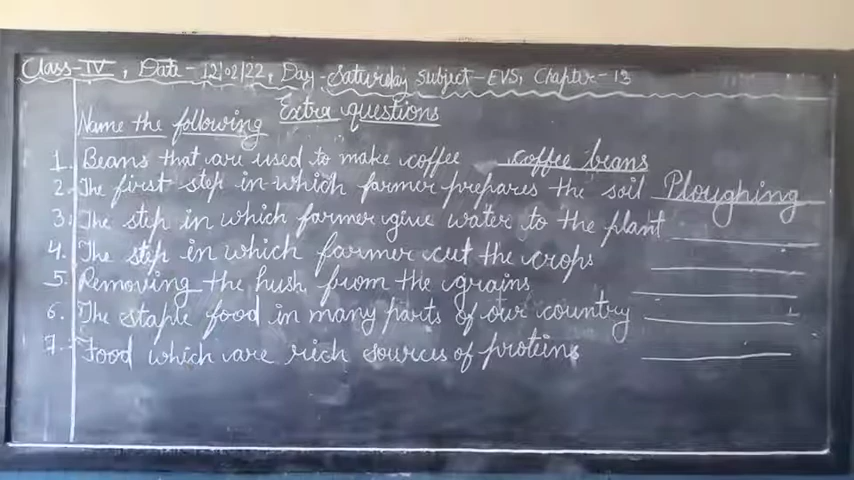 Class-IV, Date-12/02/22, Day-Saturday Subject-EVS, Chapter-13
Extra questions
Name the following
1. Beans that are used to make coffee coffee beans
2. The first step in which farmer prepares the soil Ploughing
3. The step in which farmer give water to the plant
4. The step in which farmer cut the crops
5. Removing the husk from the grains
6. The staple food in many parts of our country
7. Food which are rich sources of proteins